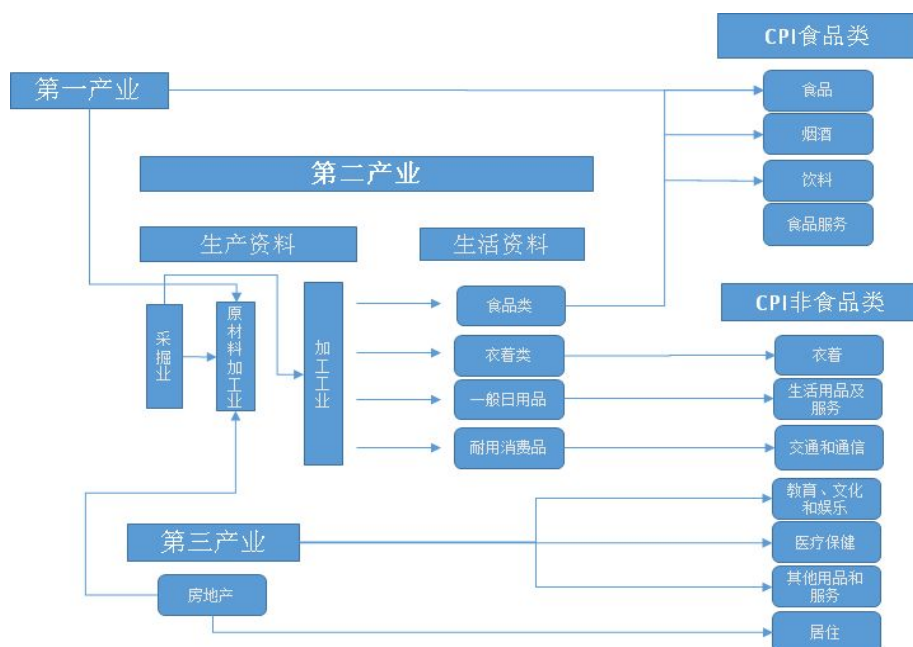 CPI食品类
第一产业
食品
烟酒
第二产业
饮料
食品服务
生产资料
生活资料
CPI非食品类
采掘业
原材料加工业
加工工业
食品类
衣着类
衣着
一般日用品
生活用品及
服务
耐用消费品
交通和通信
教育、文化
和娱乐
第三产业
医疗保健
其他用品和
服务
房地产
居住